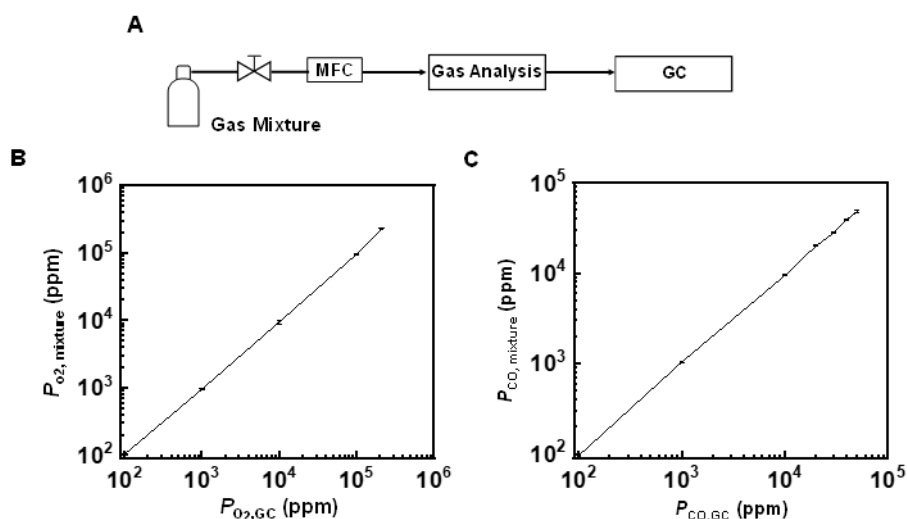 A
MFC
Gas Analysis
GC
Gas Mixture
B
10^6
10^5
10^4
10^3
10^2
P_O2, mixture (ppm)
10^2 10^3 10^4 10^5 10^6
P_O2,GC (ppm)
C
10^5
10^4
10^3
10^2
P_CO, mixture (ppm)
10^2 10^3 10^4 10^5
P_CO,GC (ppm)